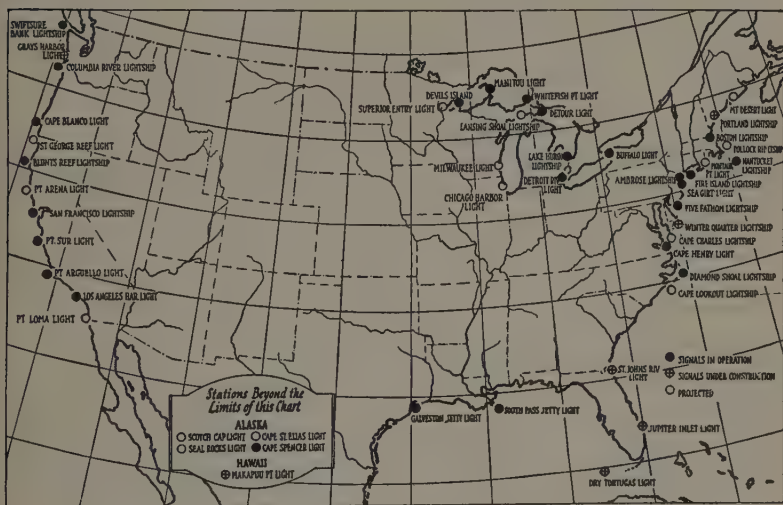 SWIFTSURE
BANK LIGHTSHIP
GRAYS HARBOR
LIGHT
COLUMBIA RIVER LIGHTSHIP
CAPE BLANCO LIGHT
ST GEORGE REEF LIGHT
BLUNTS REEF LIGHTSHIP
PT ARENA LIGHT
SAN FRANCISCO LIGHTSHIP
PT. SUR LIGHT
PT ARGUELLO LIGHT
LOS ANGELES HAR. LIGHT
PT LOMA LIGHT
MANITOU LIGHT
DEVILS ISLAND
WHITEFISH PT LIGHT
SUPERIOR ENTRY LIGHT
DETOUR LIGHT
LANSING SHOAL LIGHTSHIP
MILWAUKEE LIGHT
CHICAGO HARBOR
LIGHT
LAKE HURON
LIGHTSHIP
DETROIT RIV
LIGHT
BUFFALO LIGHT
MT DESERT LIGHT
PORTLAND LIGHTSHIP
BOSTON LIGHTSHIP
POLLOCK RIP LTSHIP
NANTUCKET
LIGHTSHIP
PT LIGHT
AMBROSE LIGHTSHIP
FIRE ISLAND LIGHTSHIP
SEA GIRT LIGHT
FIVE FATHOM LIGHTSHIP
WINTER QUARTER LIGHTSHIP
CAPE CHARLES LIGHTSHIP
CAPE HENRY LIGHT
DIAMOND SHOAL LIGHTSHIP
CAPE LOOKOUT LIGHTSHIP
ST. JOHNS RIV
LIGHT
JUPITER INLET LIGHT
DRY TORTUGAS LIGHT
GALVESTON JETTY LIGHT
SOUTH PASS JETTY LIGHT
SIGNALS IN OPERATION
SIGNALS UNDER CONSTRUCTION
PROJECTED
Stations Beyond the
Limits of this Chart
ALASKA
SCOTCH CAP LIGHT CAPE ST. ELIAS LIGHT
SEAL ROCKS LIGHT CAPE SPENCER LIGHT
HAWAII
MAKAPUU PT LIGHT